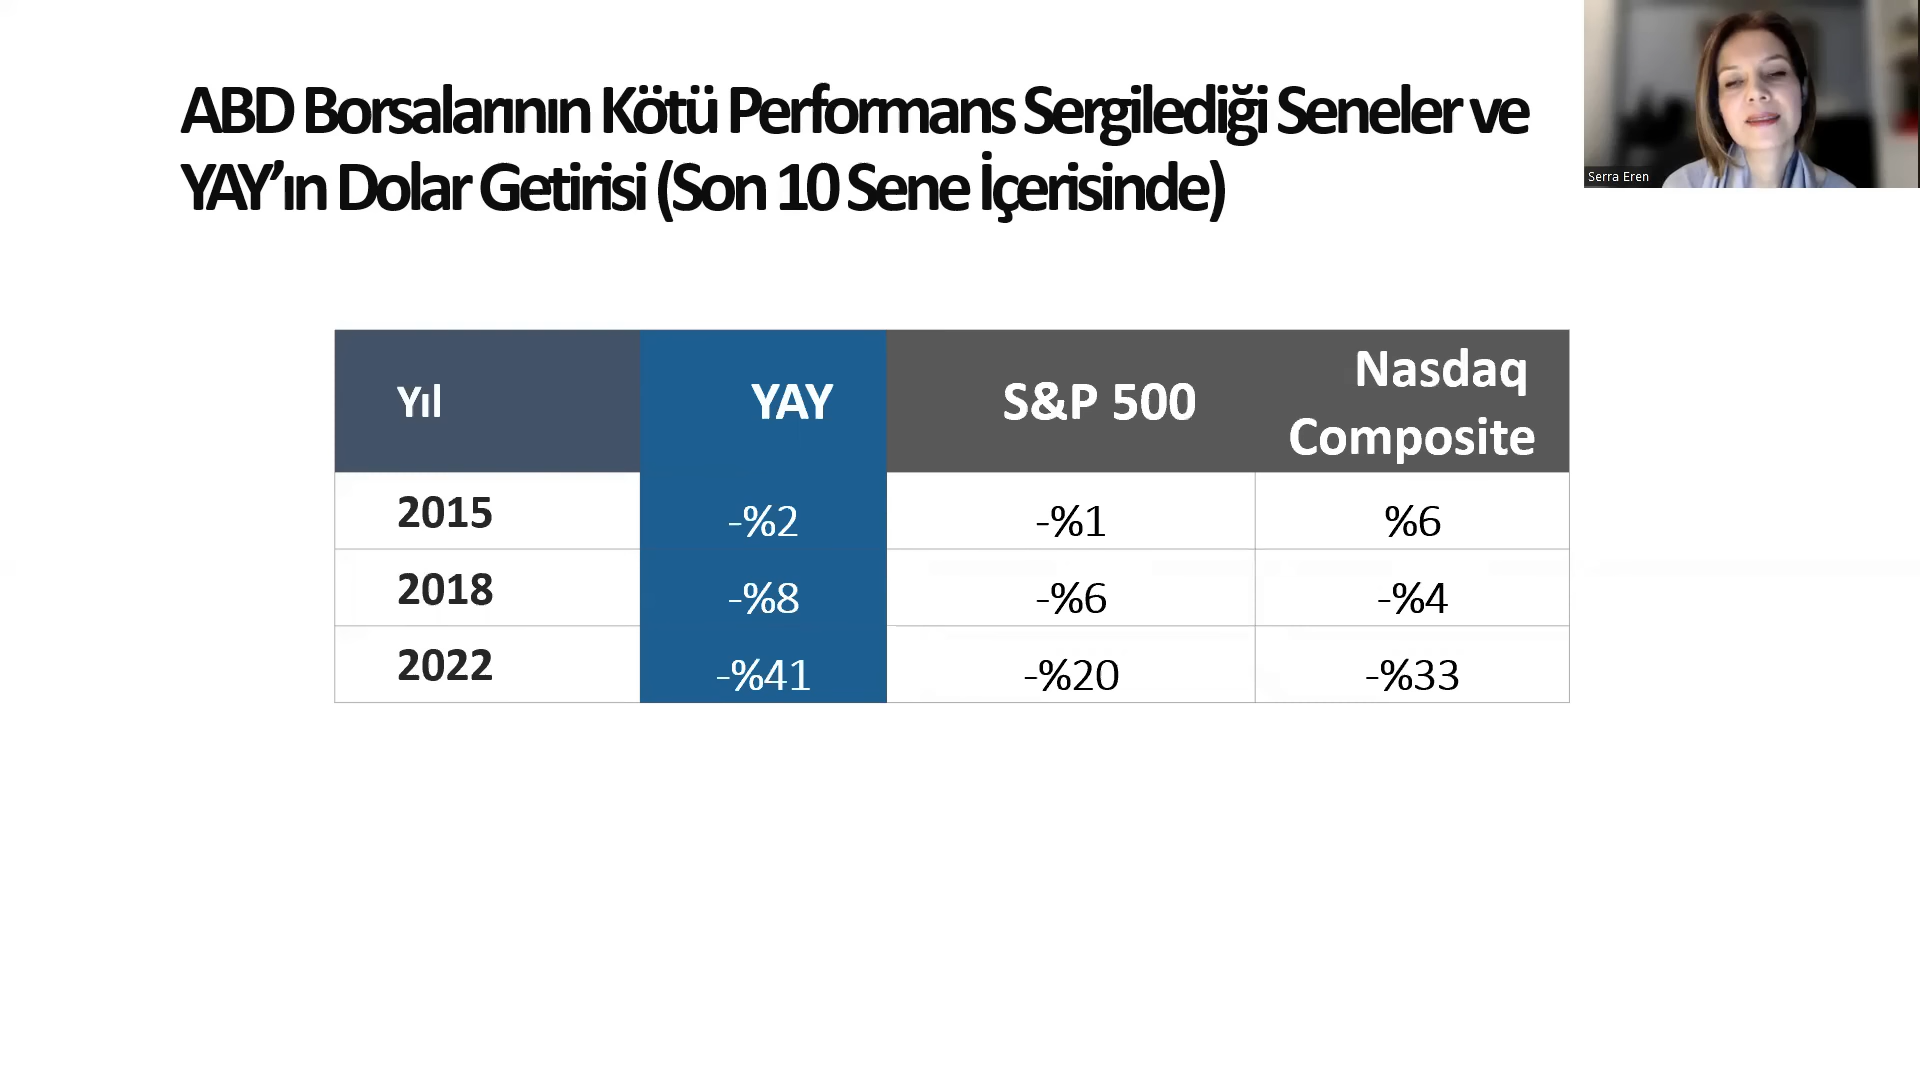 ABD Borsalarının Kötü Performans Sergilediği Seneler ve
YAY’ın Dolar Getirisi (Son 10 Sene İçerisinde)
Serra Eren
Yıl YAY S&P 500 Nasdaq Composite
2015 -%2 -%1 %6
2018 -%8 -%6 -%4
2022 -%41 -%20 -%33